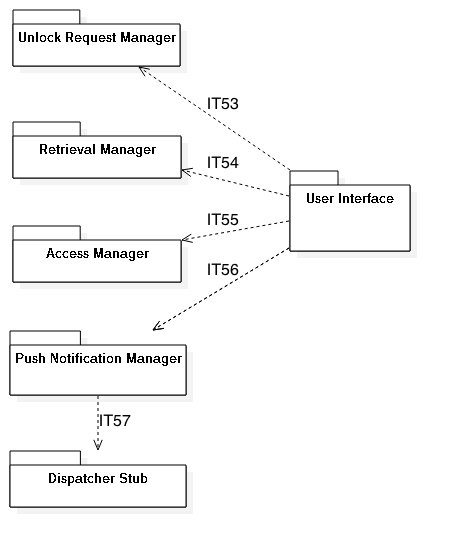 Unlock Request Manager
IT53
Retrieval Manager
IT54
User Interface
IT55
Access Manager
IT56
Push Notification Manager
IT57
Dispatcher Stub